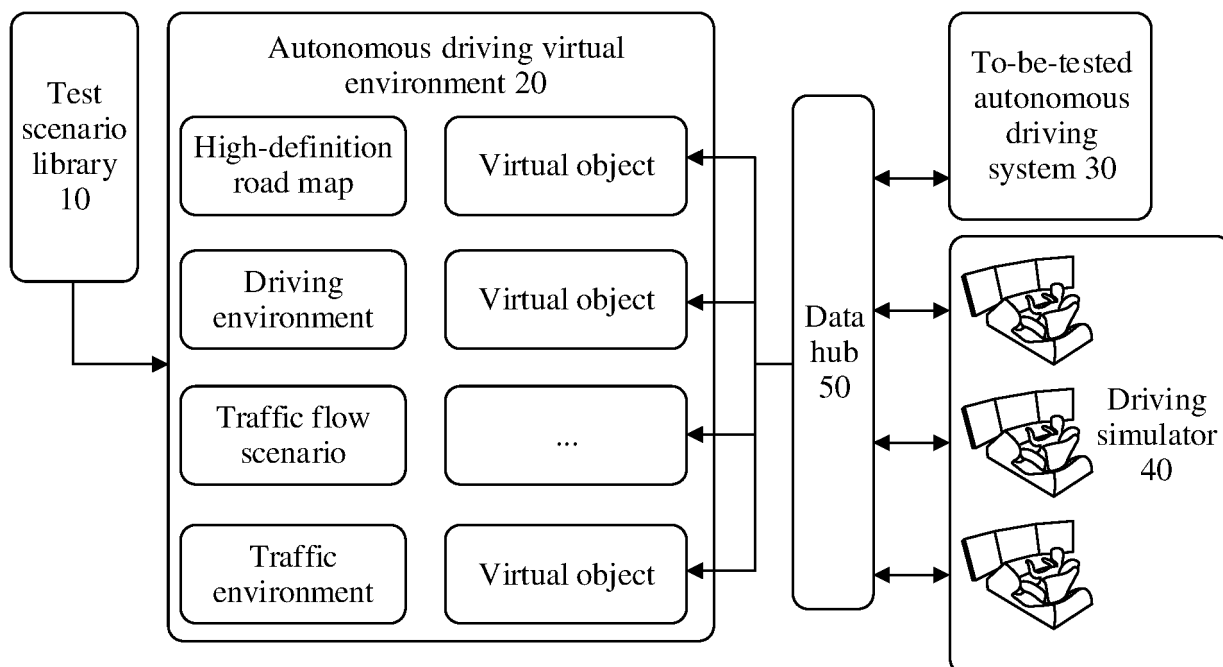 Test
scenario
library
10
Autonomous driving virtual
environment 20
High-definition
road map
Virtual object
Driving
environment
Virtual object
Traffic flow
scenario
...
Traffic
environment
Virtual object
Data
hub
50
To-be-tested
autonomous
driving
system 30
Driving
simulator
40